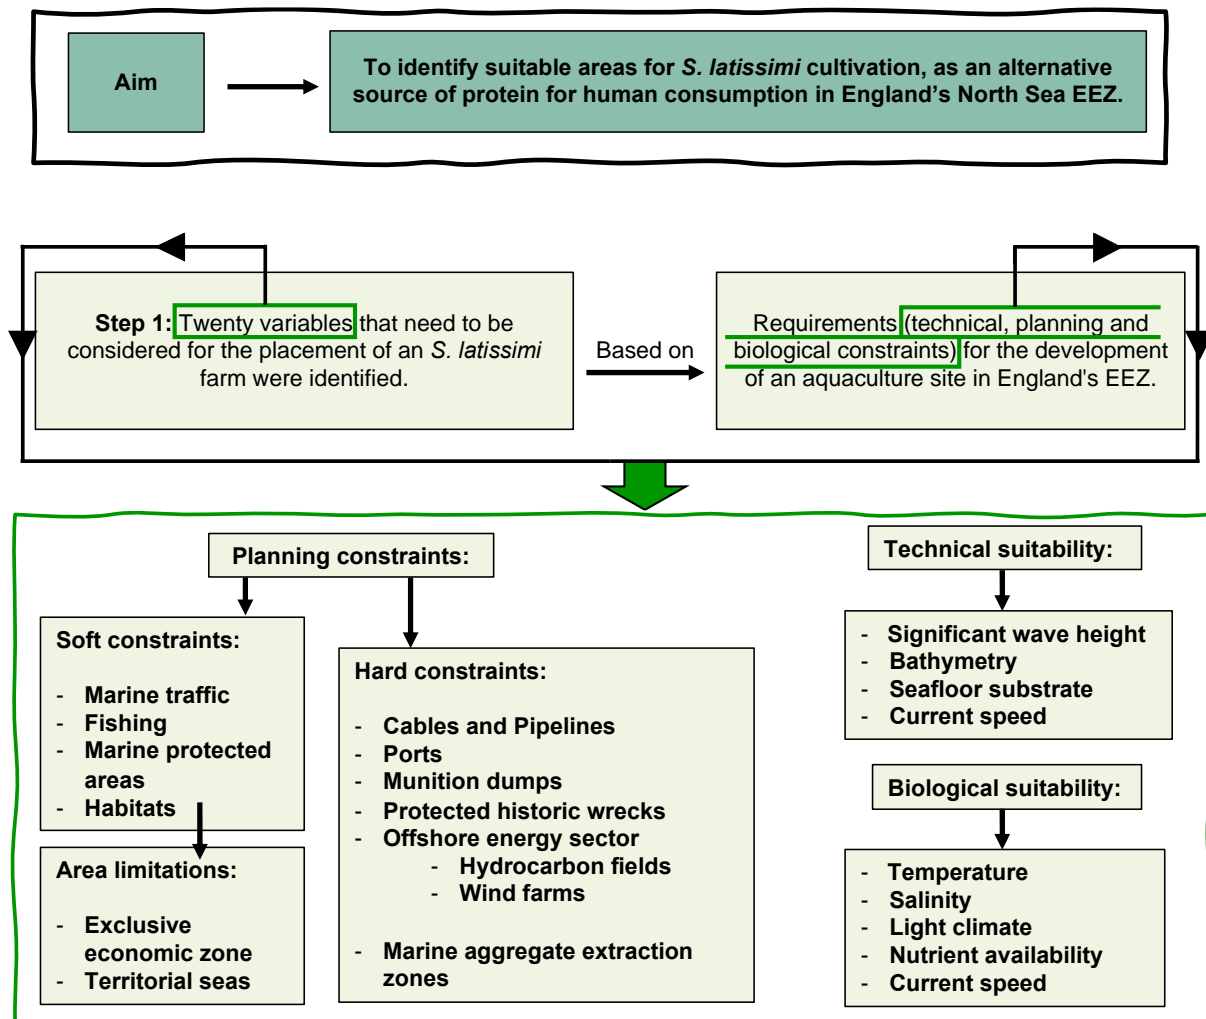 Aim
To identify suitable areas for S. latissimi cultivation, as an alternative
source of protein for human consumption in England's North Sea EEZ.
Step 1: Twenty variables that need to be
considered for the placement of an S. latissimi
farm were identified.
Based on
Requirements (technical, planning and
biological constraints) for the development
of an aquaculture site in England's EEZ.
Planning constraints:
Soft constraints:
- Marine traffic
- Fishing
- Marine protected
areas
- Habitats
Area limitations:
- Exclusive
economic zone
- Territorial seas
Hard constraints:
- Cables and Pipelines
- Ports
- Munition dumps
- Protected historic wrecks
- Offshore energy sector
- Hydrocarbon fields
- Wind farms
- Marine aggregate extraction
zones
Technical suitability:
- Significant wave height
- Bathymetry
- Seafloor substrate
- Current speed
Biological suitability:
- Temperature
- Salinity
- Light climate
- Nutrient availability
- Current speed